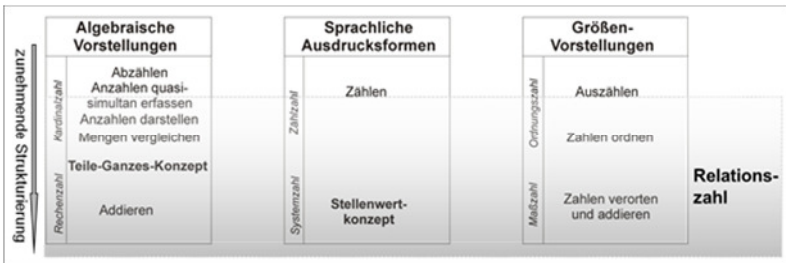 zunehmende Strukturierung
Algebraische
Vorstellungen
Kardinalzahl
Abzählen
Anzahlen quasi-
simultan erfassen
Anzahlen darstellen
Mengen vergleichen
Teile-Ganzes-Konzept
Rechenzahl
Addieren
Sprachliche
Ausdrucksformen
Zählzahl
Zählen
Systemzahl
Stellenwert-
konzept
Größen-
Vorstellungen
Ordnungszahl
Auszählen
Zahlen ordnen
Maßzahl
Zahlen verorten
und addieren
Relations-
zahl